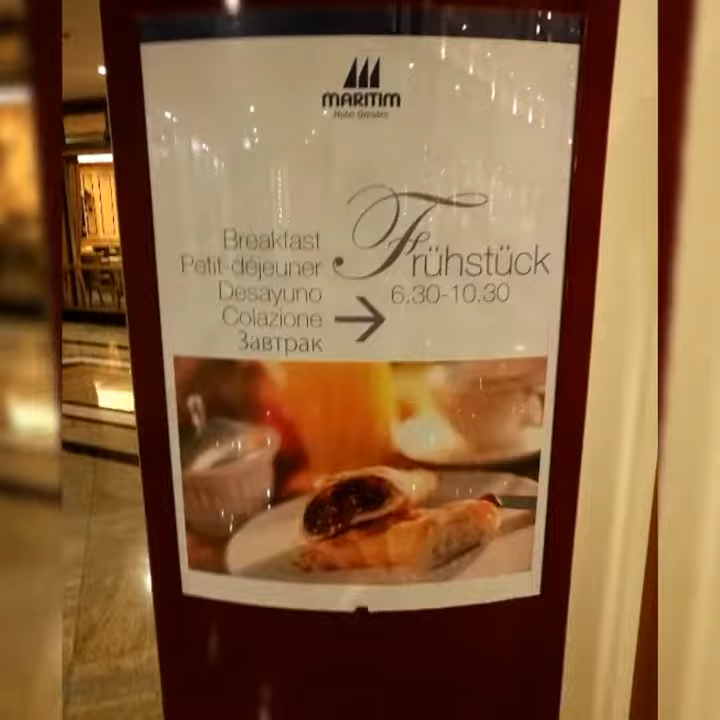 MARITIM
Hotel Dresden
Frühstück
6.30-10.30
Breakfast
Petit-déjeuner
Desayuno
Colazione
Завтрак